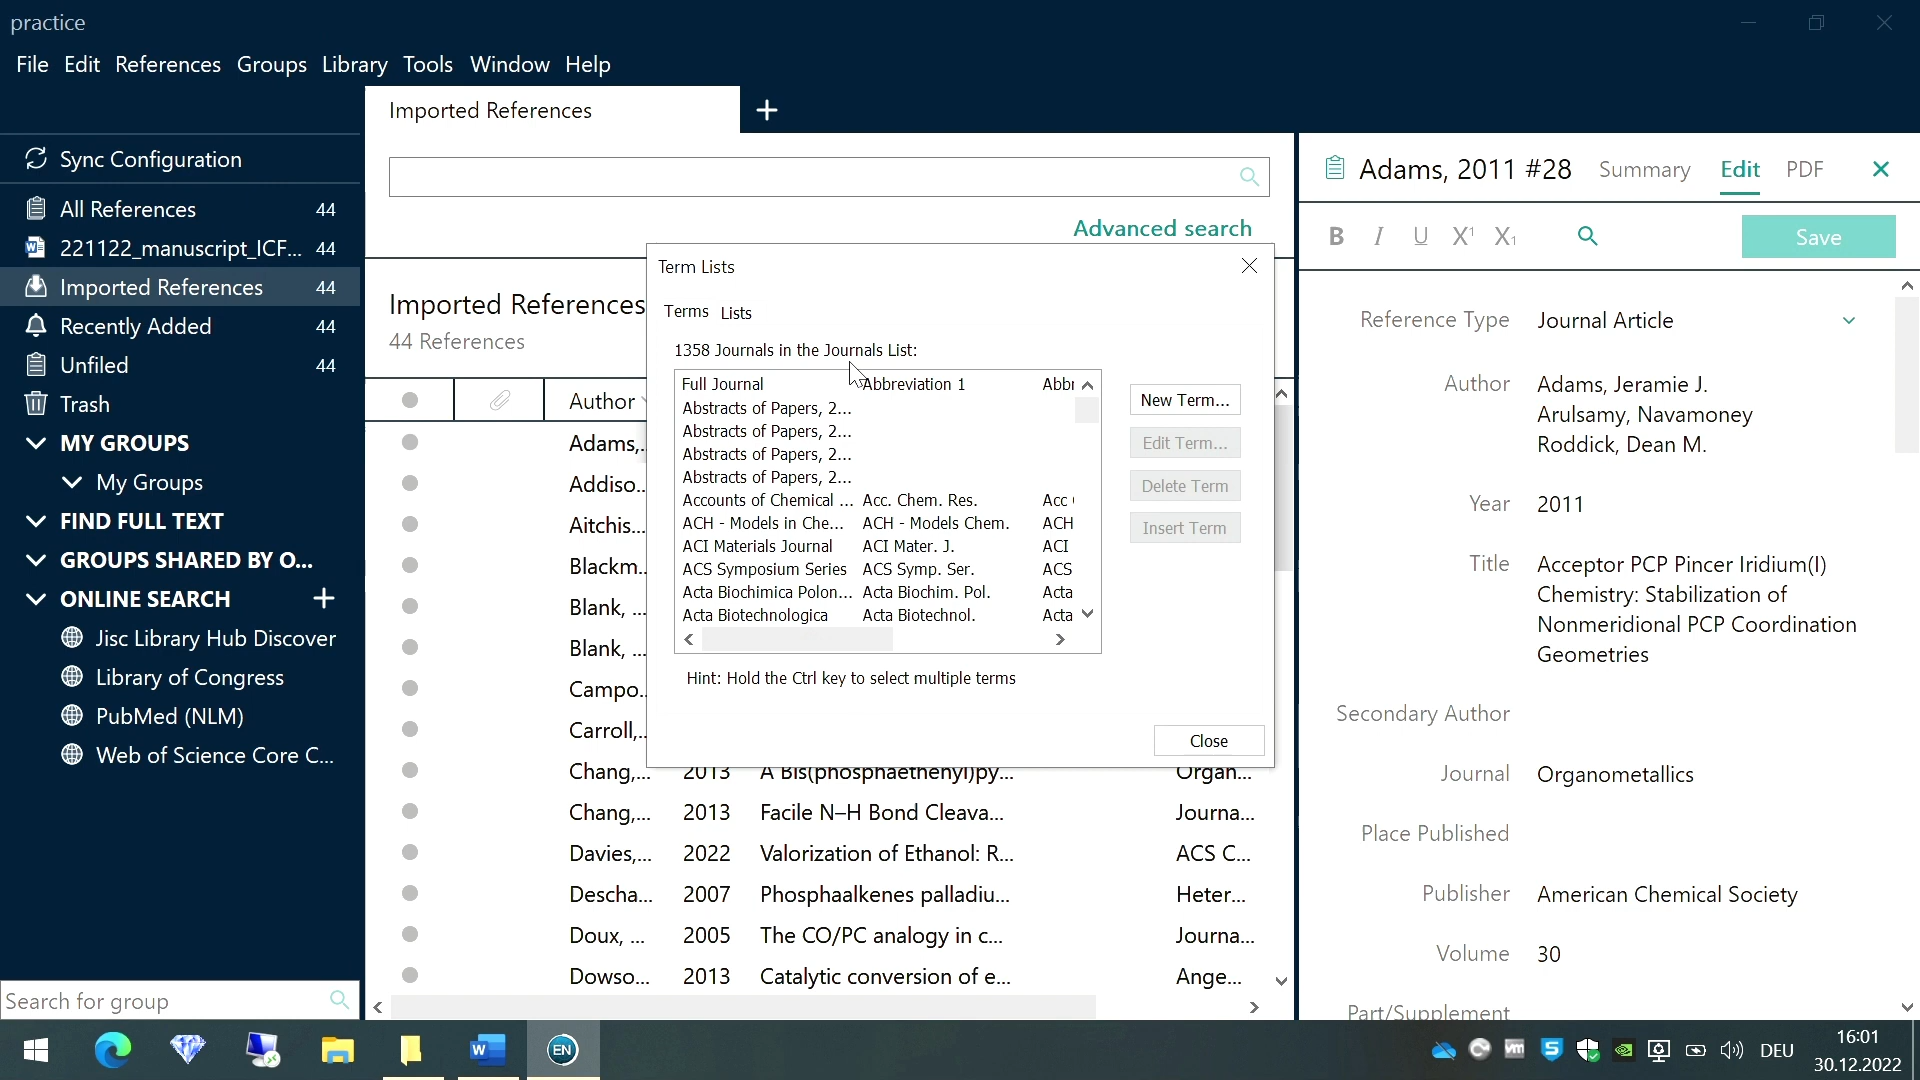 practice
File Edit References Groups Library Tools Window Help
Imported References
Sync Configuration
All References 44
221122_manuscript_ICF... 44
Imported References 44
Recently Added 44
Unfiled 44
Trash
MY GROUPS
My Groups
FIND FULL TEXT
GROUPS SHARED BY O...
ONLINE SEARCH
Jisc Library Hub Discover
Library of Congress
PubMed (NLM)
Web of Science Core C...
Search for group
Advanced search
Imported References
44 References
Author
Adams,...
Addiso...
Aitchis...
Blackm...
Blank, ...
Blank, ...
Campo...
Carroll,...
Chang,... 2013 A Bis(phosphaethenyl)py... Organ...
Chang,... 2013 Facile N–H Bond Cleava... Journa...
Davies,... 2022 Valorization of Ethanol: R... ACS C...
Descha... 2007 Phosphaalkenes palladiu... Heter...
Doux, ... 2005 The CO/PC analogy in c... Journa...
Dowso... 2013 Catalytic conversion of e... Ange...
Term Lists
Terms Lists
1358 Journals in the Journals List:
Full Journal Abbreviation 1 Abbr
Abstracts of Papers, 2...
Abstracts of Papers, 2...
Abstracts of Papers, 2...
Abstracts of Papers, 2...
Accounts of Chemical ... Acc. Chem. Res. Acc
ACH - Models in Che... ACH - Models Chem. ACH
ACI Materials Journal ACI Mater. J. ACI
ACS Symposium Series ACS Symp. Ser. ACS
Acta Biochimica Polon... Acta Biochim. Pol. Acta
Acta Biotechnologica Acta Biotechnol. Acta
New Term...
Edit Term...
Delete Term
Insert Term
Hint: Hold the Ctrl key to select multiple terms
Close
Adams, 2011 #28 Summary Edit PDF
B I U X¹ X₁
Save
Reference Type Journal Article
Author Adams, Jeramie J.
Arulsamy, Navamoney
Roddick, Dean M.
Year 2011
Title Acceptor PCP Pincer Iridium(I)
Chemistry: Stabilization of
Nonmeridional PCP Coordination
Geometries
Secondary Author
Journal Organometallics
Place Published
Publisher American Chemical Society
Volume 30
Part/Supplement
EN
DEU
16:01
30.12.2022